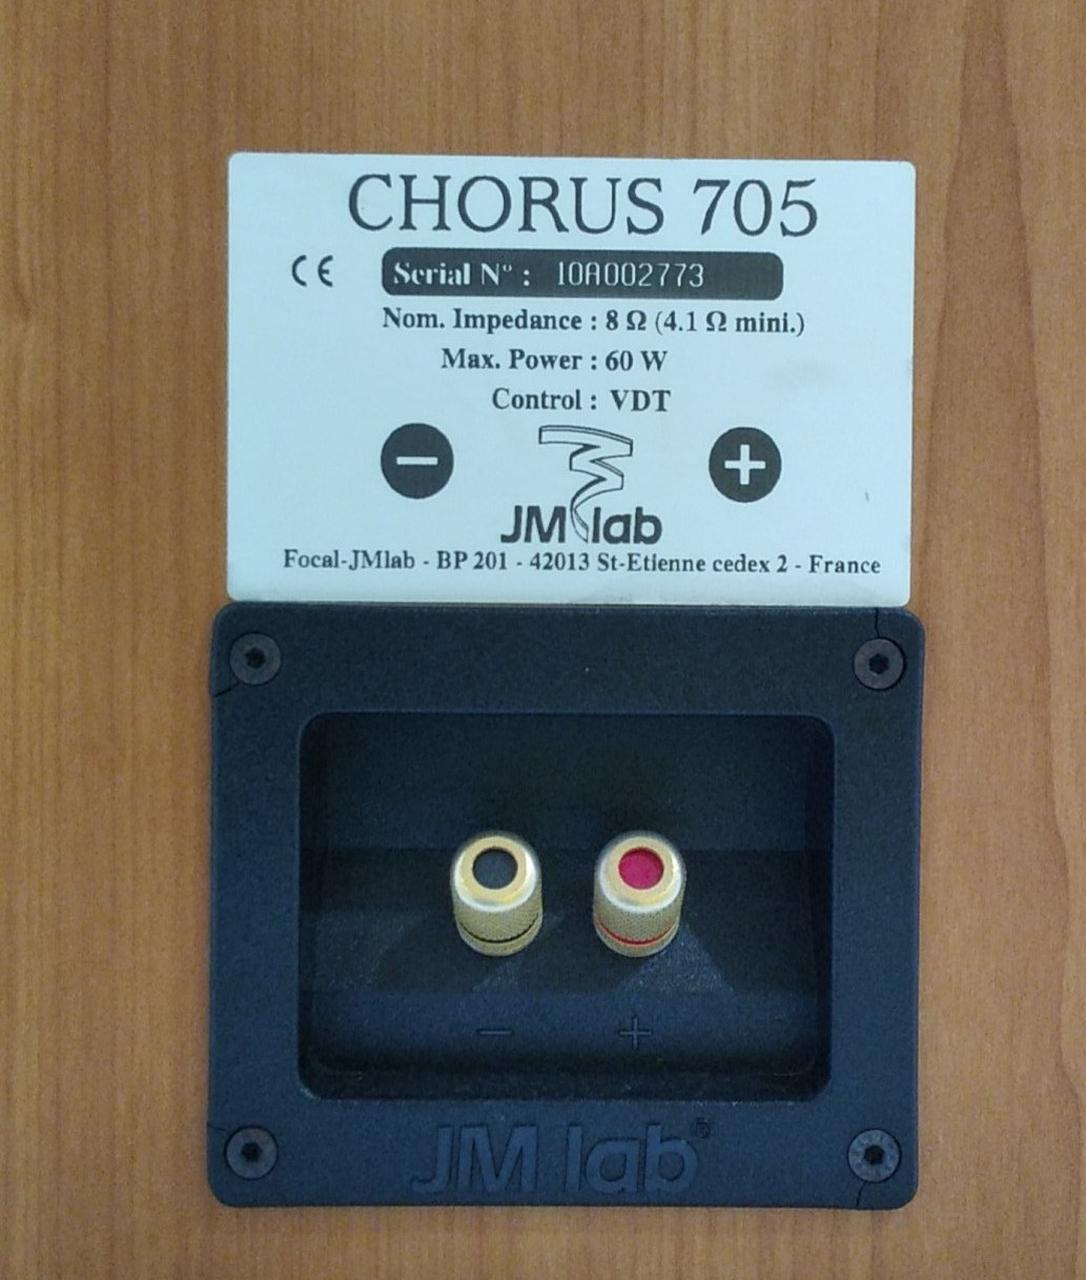 CHORUS 705
CE Serial N° : 10A002773
Nom. Impedance : 8 Ω (4.1 Ω mini.)
Max. Power : 60 W
Control : VDT
− +
JMlab
Focal-JMlab - BP 201 - 42013 St-Etienne cedex 2 - France
− +
JM lab®